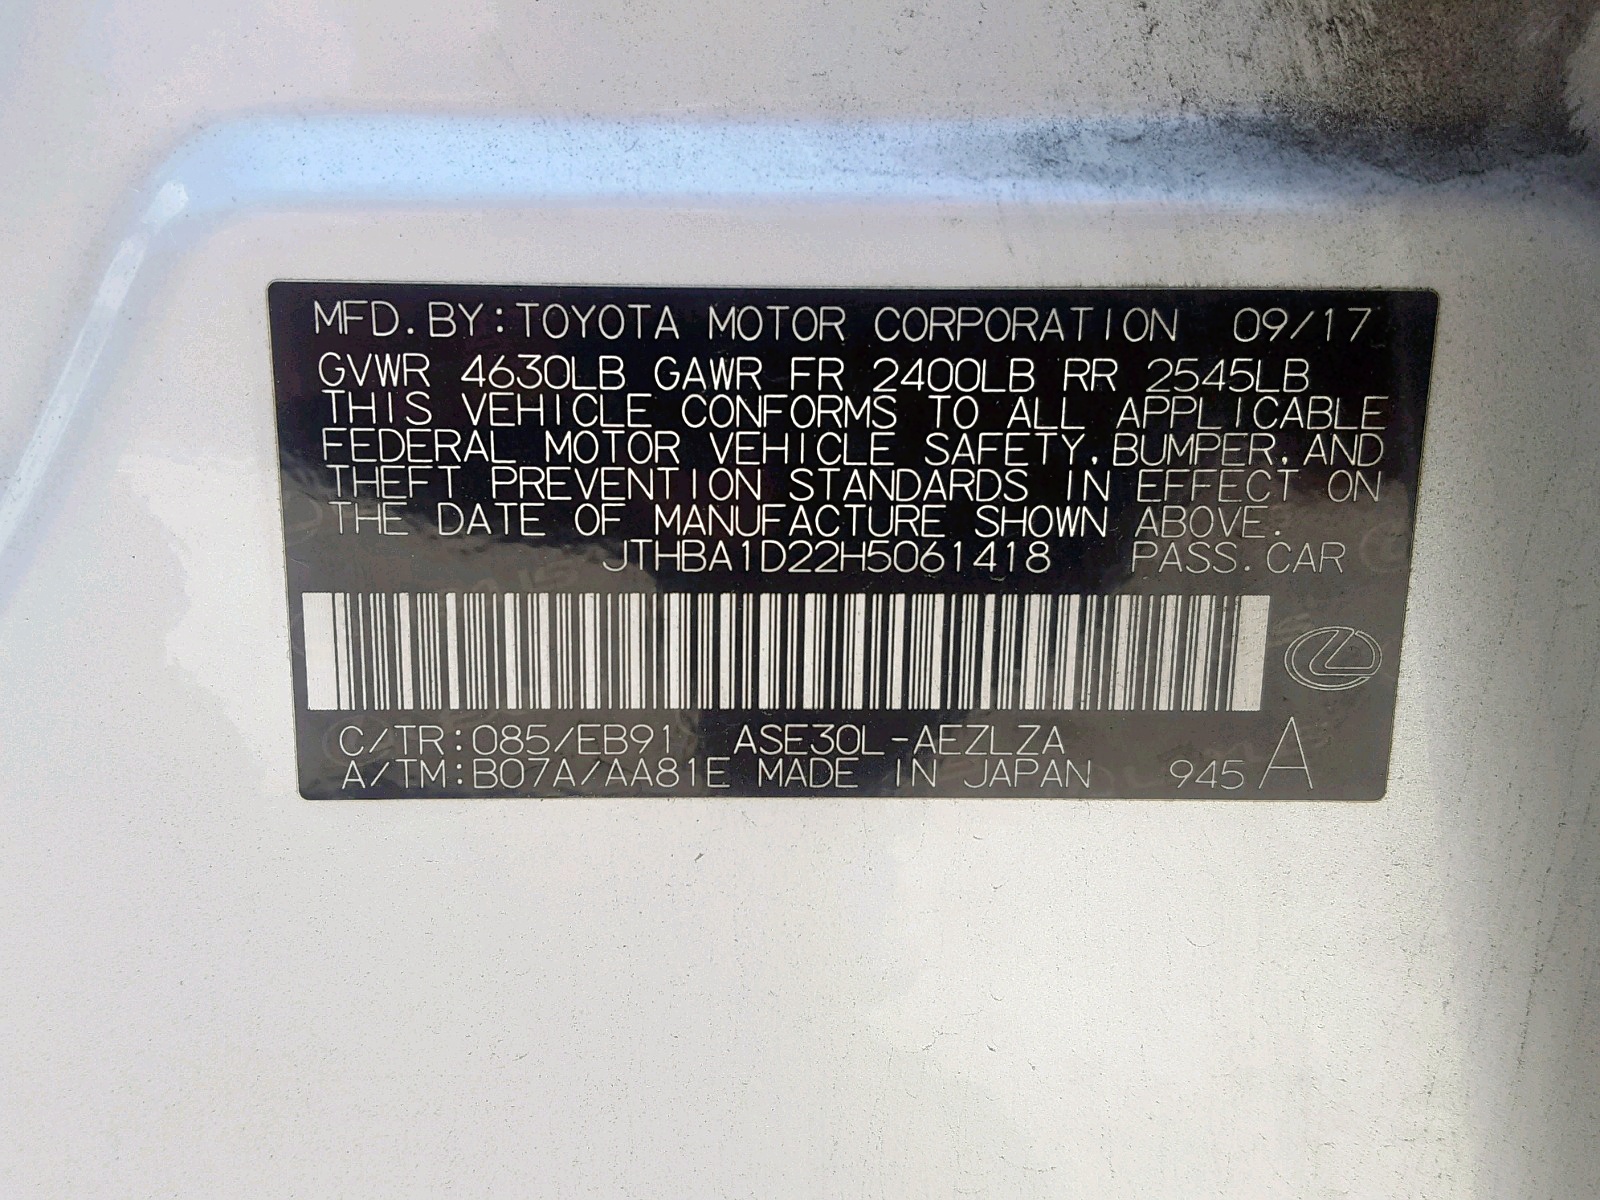 MFD. BY: TOYOTA MOTOR CORPORATION 09/17
GVWR 4630LB GAWR FR 2400LB RR 2545LB
THIS VEHICLE CONFORMS TO ALL APPLICABLE
FEDERAL MOTOR VEHICLE SAFETY, BUMPER, AND
THEFT PREVENTION STANDARDS IN EFFECT ON
THE DATE OF MANUFACTURE SHOWN ABOVE.
JTHBA1D22H5061418 PASS. CAR
C/TR: 085/EB91 ASE30L-AEZLZA
A/TM: B07A/AA81E MADE IN JAPAN 945 A